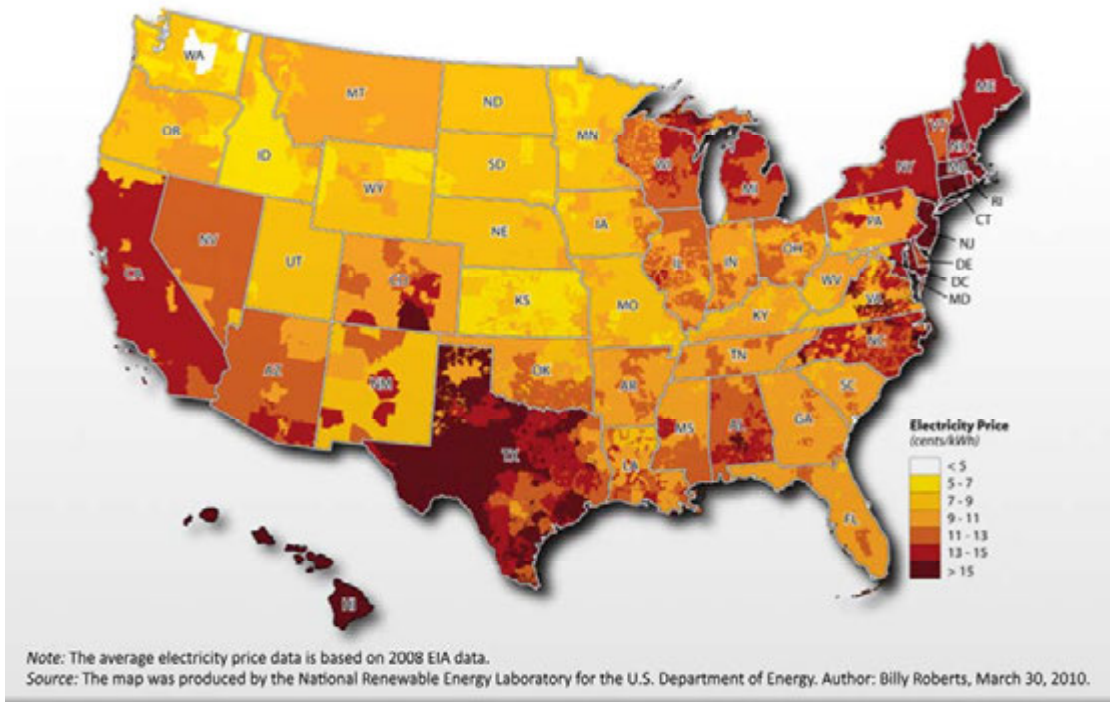 WA
MT
ND
MN
ME
OR
ID
SD
WI
VT
NH
WY
MI
NY
MA
RI
CT
NV
UT
NE
IA
PA
NJ
CA
CO
IL
IN
OH
DE
DC
MD
KS
MO
WV
VA
KY
NC
AZ
NM
OK
AR
TN
SC
MS
AL
GA
TX
LA
FL
HI
Electricity Price
(cents/kWh)
< 5
5 - 7
7 - 9
9 - 11
11 - 13
13 - 15
> 15
Note: The average electricity price data is based on 2008 EIA data.
Source: The map was produced by the National Renewable Energy Laboratory for the U.S. Department of Energy. Author: Billy Roberts, March 30, 2010.